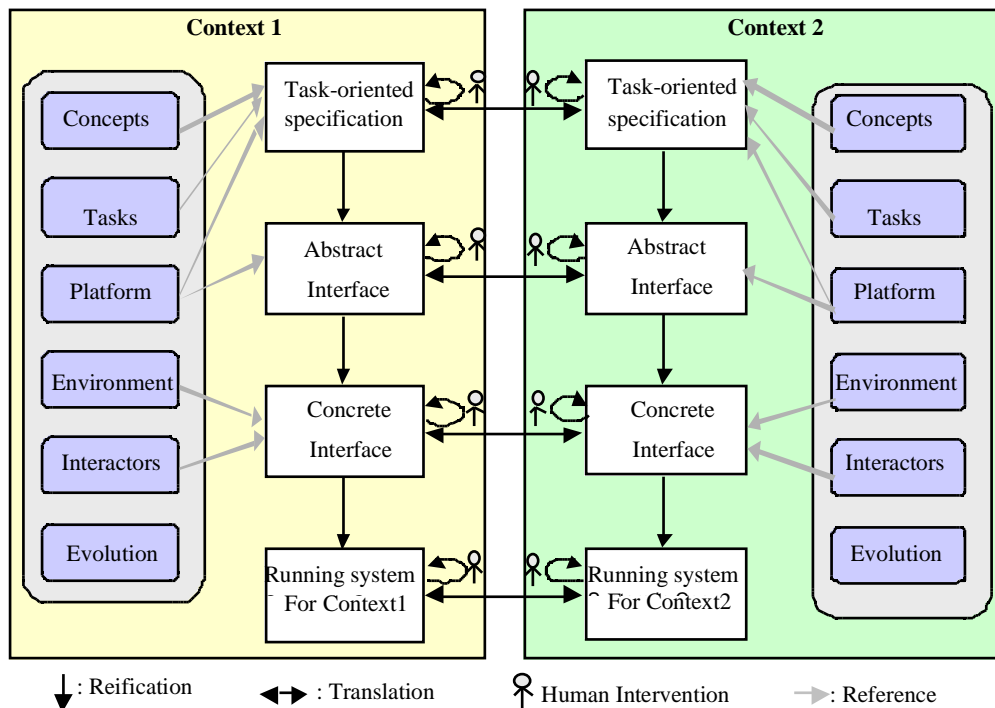 Context 1
Concepts
Tasks
Platform
Environment
Interactors
Evolution
Task-oriented
specification
Abstract
Interface
Concrete
Interface
Running system
For Context1
Context 2
Task-oriented
specification
Abstract
Interface
Concrete
Interface
Running system
For Context2
Concepts
Tasks
Platform
Environment
Interactors
Evolution
: Reification
: Translation
Human Intervention
: Reference